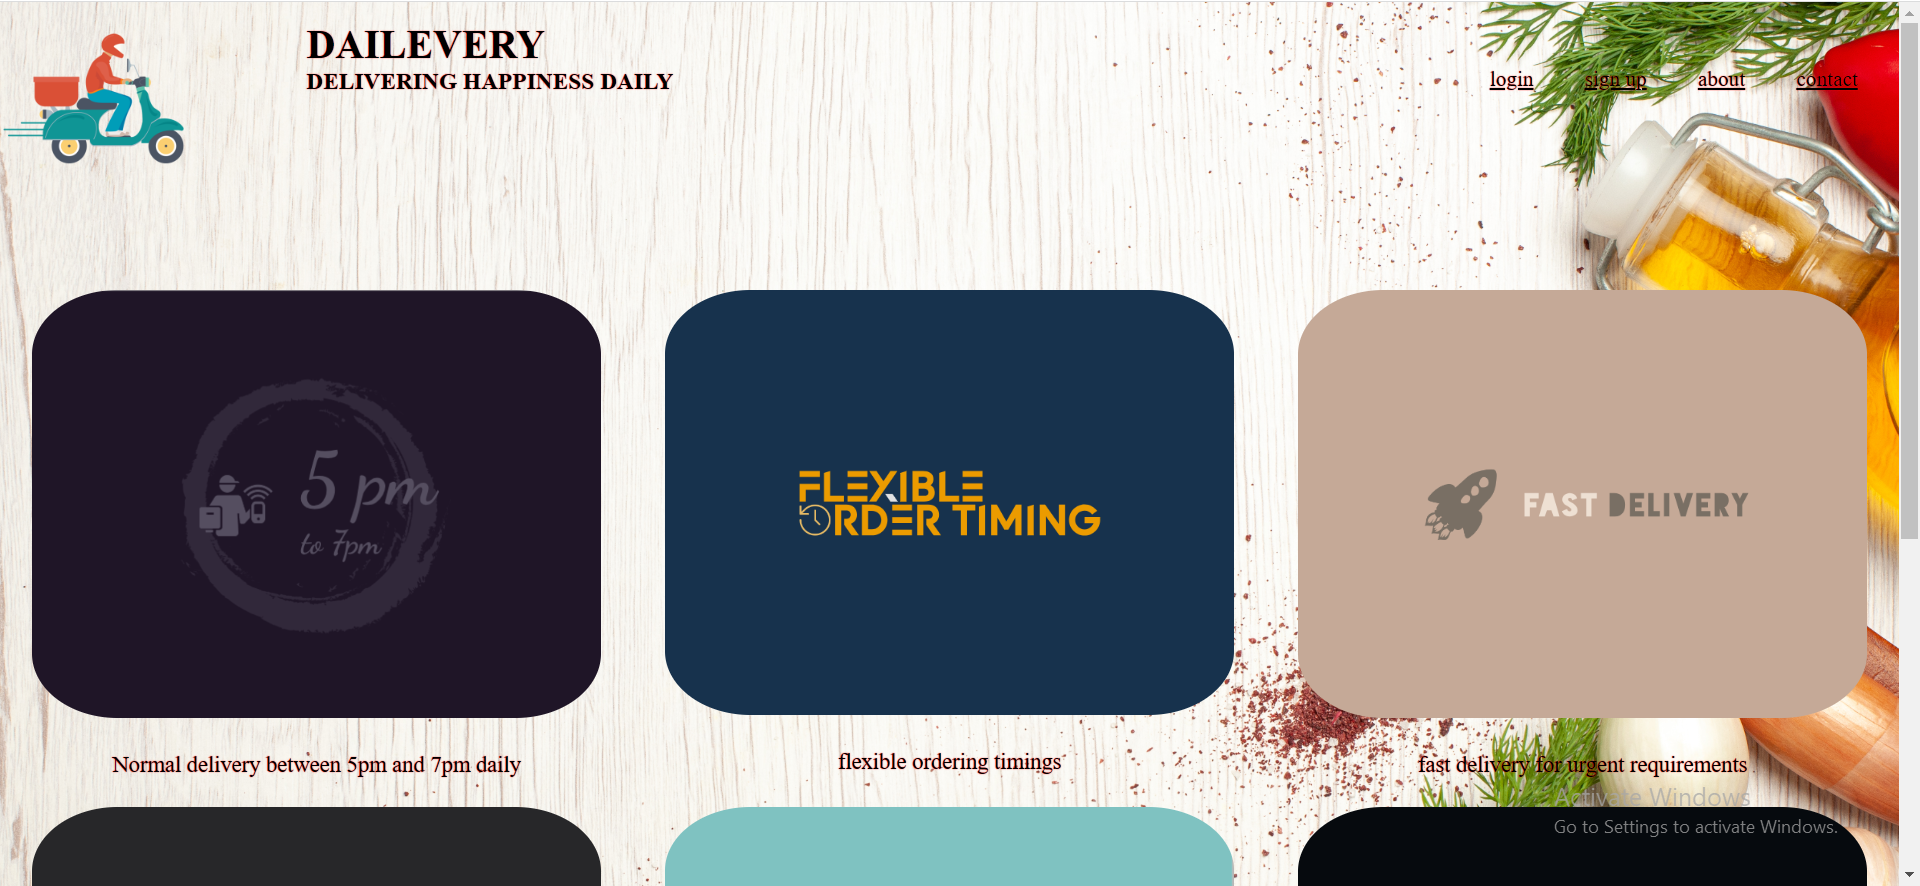 DAILEVERY
DELIVERING HAPPINESS DAILY
login sign up about contact
5 pm
to 7pm
FLEXIBLE
ORDER TIMING
FAST DELIVERY
Normal delivery between 5pm and 7pm daily
flexible ordering timings
fast delivery for urgent requirements
Activate Windows
Go to Settings to activate Windows.